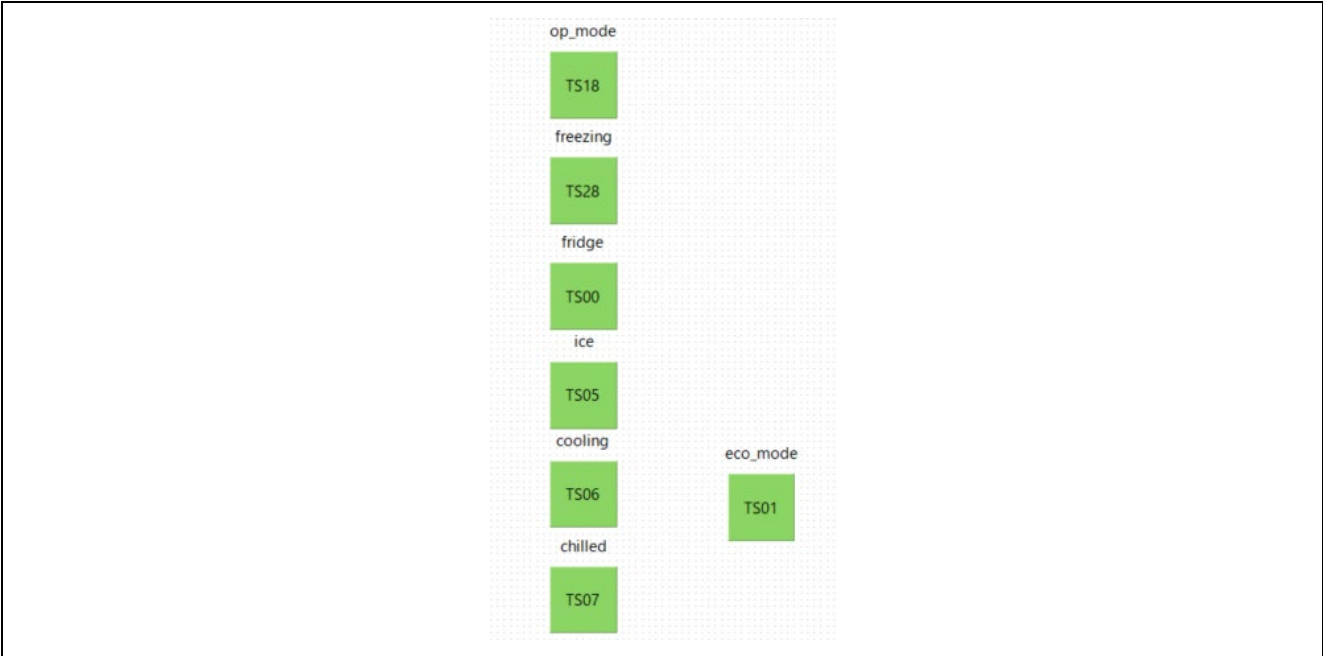 op_mode
TS18
freezing
TS28
fridge
TS00
ice
TS05
cooling
TS06
eco_mode
TS01
chilled
TS07